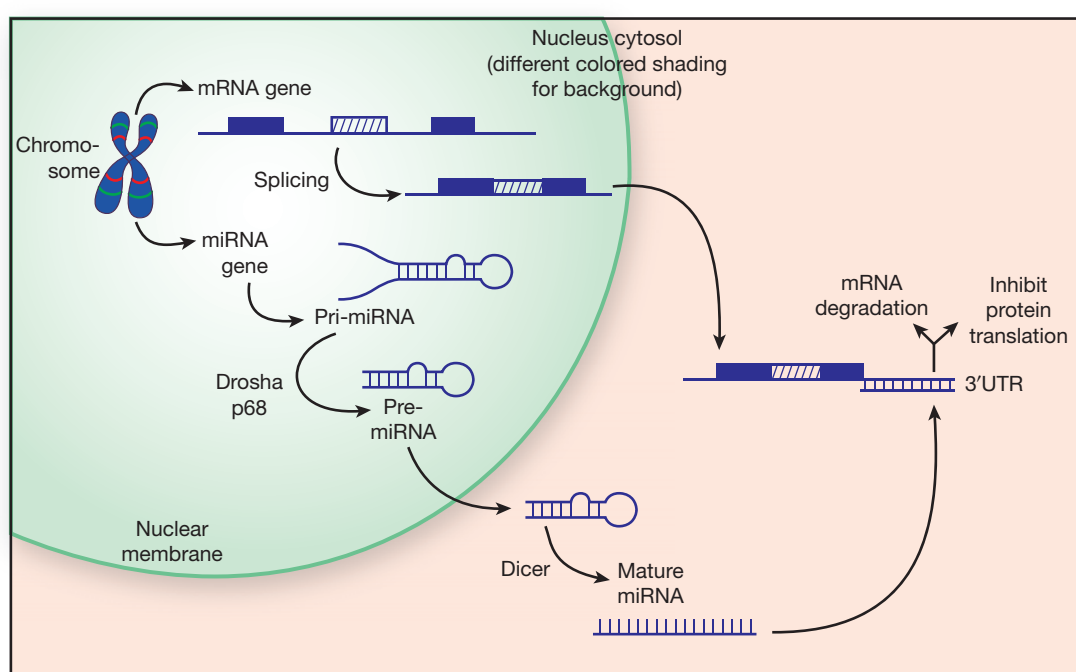 Nucleus cytosol
(different colored shading
for background)
mRNA gene
Chromo-
some
Splicing
miRNA
gene
Pri-miRNA
Drosha
p68
Pre-
miRNA
mRNA
degradation
Inhibit
protein
translation
3′UTR
Nuclear
membrane
Dicer
Mature
miRNA